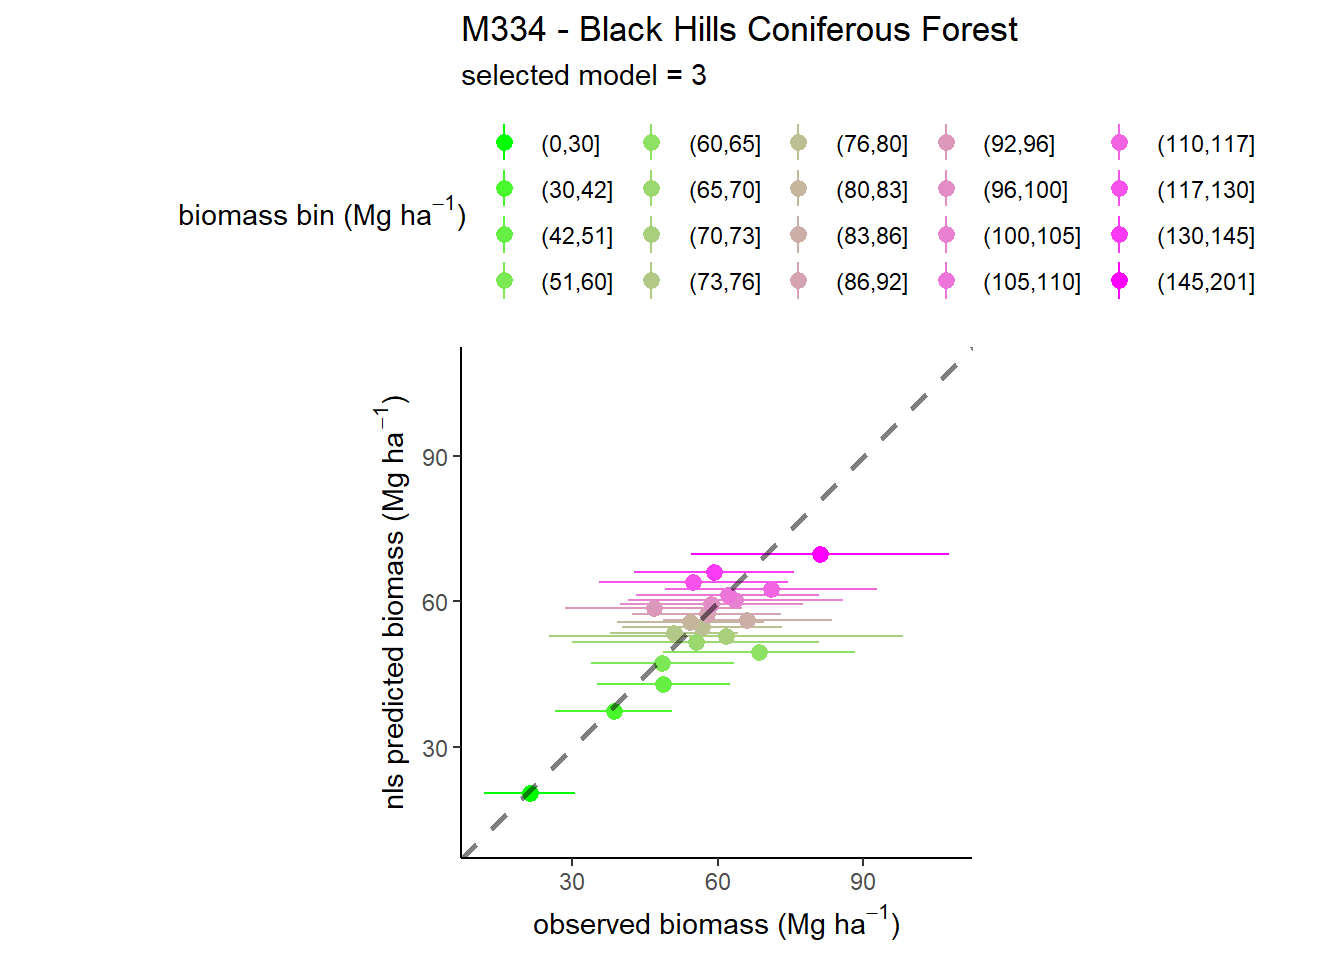 M334 - Black Hills Coniferous Forest
selected model = 3
biomass bin (Mg ha−1)
(0,30] (60,65] (76,80] (92,96] (110,117]
(30,42] (65,70] (80,83] (96,100] (117,130]
(42,51] (70,73] (83,86] (100,105] (130,145]
(51,60] (73,76] (86,92] (105,110] (145,201]
nls predicted biomass (Mg ha−1)
90
60
30
30 60 90
observed biomass (Mg ha−1)